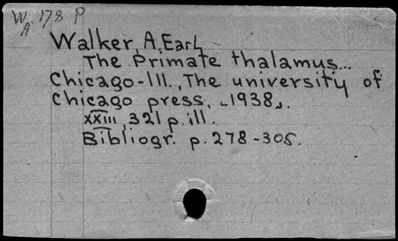 W 178 P
A
Walker, A. Earl
The Primate thalamus...
Chicago-Ill., The university of
Chicago press, [1938].
XXIII, 321 p. ill.
Bibliogr. p. 278-305.